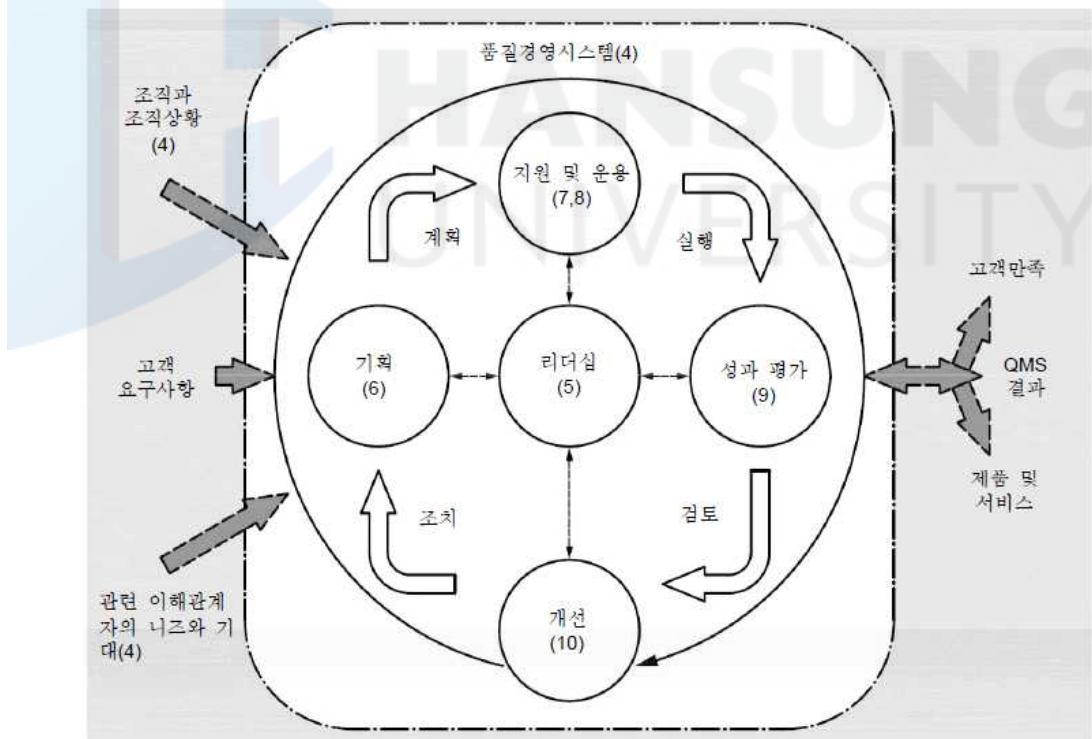 HANSUNG
UNIVERSITY
품질경영시스템(4)
조직과
조직상황
(4)
지원 및 운용
(7,8)
계획
실행
고객만족
고객
요구사항
기획
(6)
리더십
(5)
성과 평가
(9)
QMS
결과
조치
검토
제품 및
서비스
관련 이해관계
자의 니즈와 기
대(4)
개선
(10)